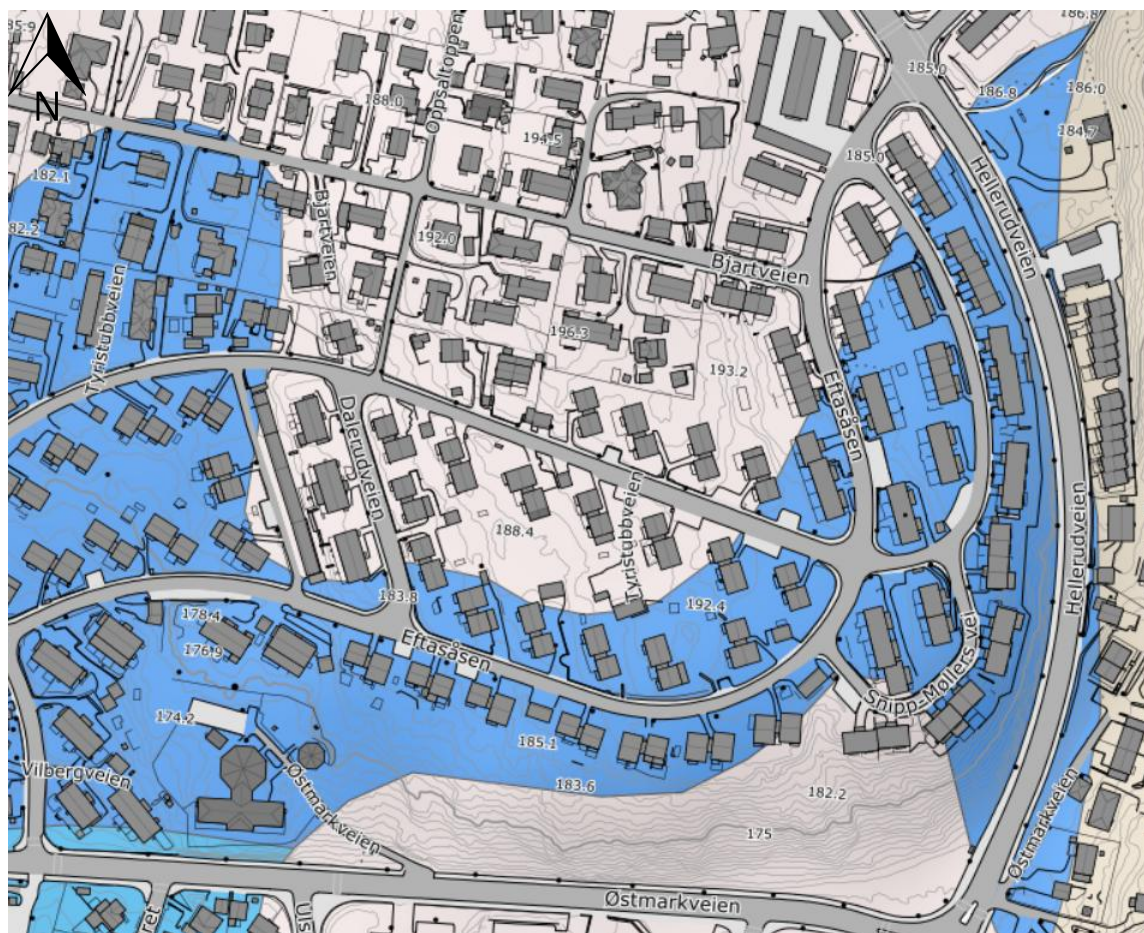 186.8
185.9
N
Oppsaltoppen
188.0
194.5
185.0
186.8
186.0
184.7
185.0
182.1
Hellerudveien
182.2
Bjartveien
192.0
Bjartveien
Tyristubbveien
196.3
193.2
Eftasåsen
Dalerudveien
188.4
Tyristubbveien
Hellerudveien
183.8
192.4
178.4
Eftasåsen
176.9
Snipp-Møllers vei
174.2
185.1
Vilbergveien
183.6
182.2
Østmarkveien
175
Østmarkveien
Østmarkveien